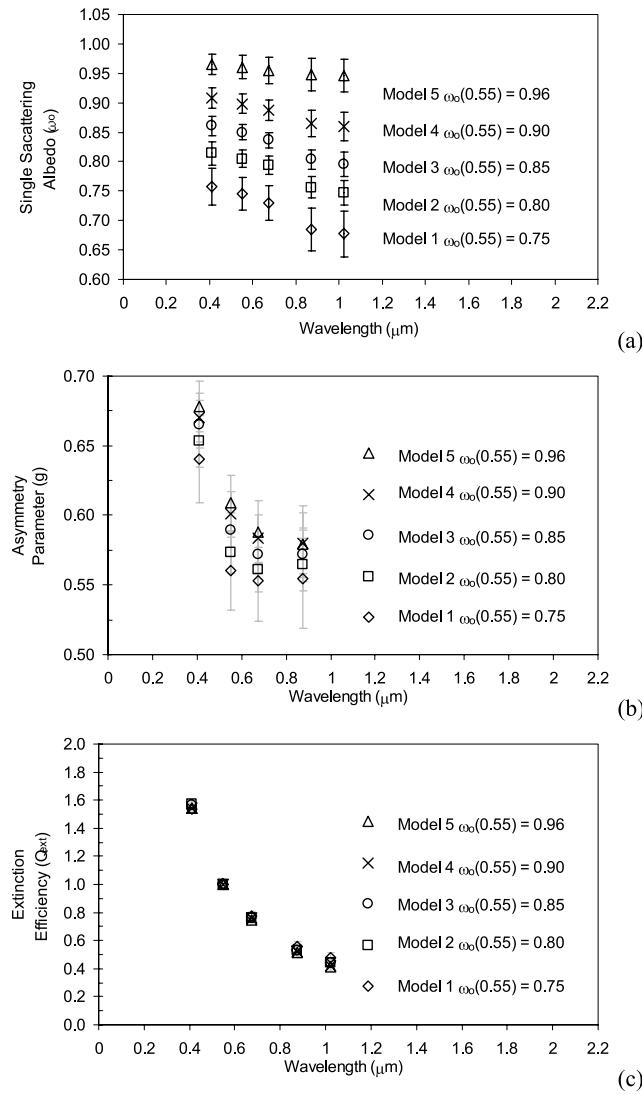 1.05
1.00
0.95
0.90
0.85
0.80
0.75
0.70
0.65
0.60
Single Sacattering
Albedo (ωo)
Model 5 ωo(0.55) = 0.96
Model 4 ωo(0.55) = 0.90
Model 3 ωo(0.55) = 0.85
Model 2 ωo(0.55) = 0.80
Model 1 ωo(0.55) = 0.75
0 0.2 0.4 0.6 0.8 1 1.2 1.4 1.6 1.8 2 2.2
Wavelength (μm)
(a)
0.70
0.65
0.60
0.55
0.50
Asymmetry
Parameter (g)
Model 5 ωo(0.55) = 0.96
Model 4 ωo(0.55) = 0.90
Model 3 ωo(0.55) = 0.85
Model 2 ωo(0.55) = 0.80
Model 1 ωo(0.55) = 0.75
0 0.2 0.4 0.6 0.8 1 1.2 1.4 1.6 1.8 2 2.2
Wavelength (μm)
(b)
2.0
1.8
1.6
1.4
1.2
1.0
0.8
0.6
0.4
0.2
0.0
Extinction
Efficiency (Qext)
Model 5 ωo(0.55) = 0.96
Model 4 ωo(0.55) = 0.90
Model 3 ωo(0.55) = 0.85
Model 2 ωo(0.55) = 0.80
Model 1 ωo(0.55) = 0.75
0 0.2 0.4 0.6 0.8 1 1.2 1.4 1.6 1.8 2 2.2
Wavelength (μm)
(c)